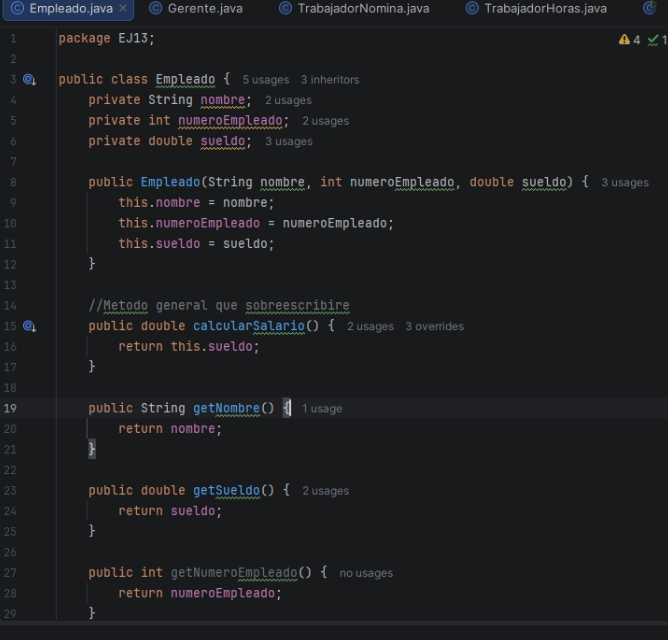 Empleado.java Gerente.java TrabajadorNomina.java TrabajadorHoras.java
1 package EJ13; 4 1
2
3 public class Empleado { 5 usages 3 inheritors
4 private String nombre; 2 usages
5 private int numeroEmpleado; 2 usages
6 private double sueldo; 3 usages
7
8 public Empleado(String nombre, int numeroEmpleado, double sueldo) { 3 usages
9 this.nombre = nombre;
10 this.numeroEmpleado = numeroEmpleado;
11 this.sueldo = sueldo;
12 }
13
14 //Metodo general que sobreescribire
15 public double calcularSalario() { 2 usages 3 overrides
16 return this.sueldo;
17 }
18
19 public String getNombre() { 1 usage
20 return nombre;
21 }
22
23 public double getSueldo() { 2 usages
24 return sueldo;
25 }
26
27 public int getNumeroEmpleado() { no usages
28 return numeroEmpleado;
29 }